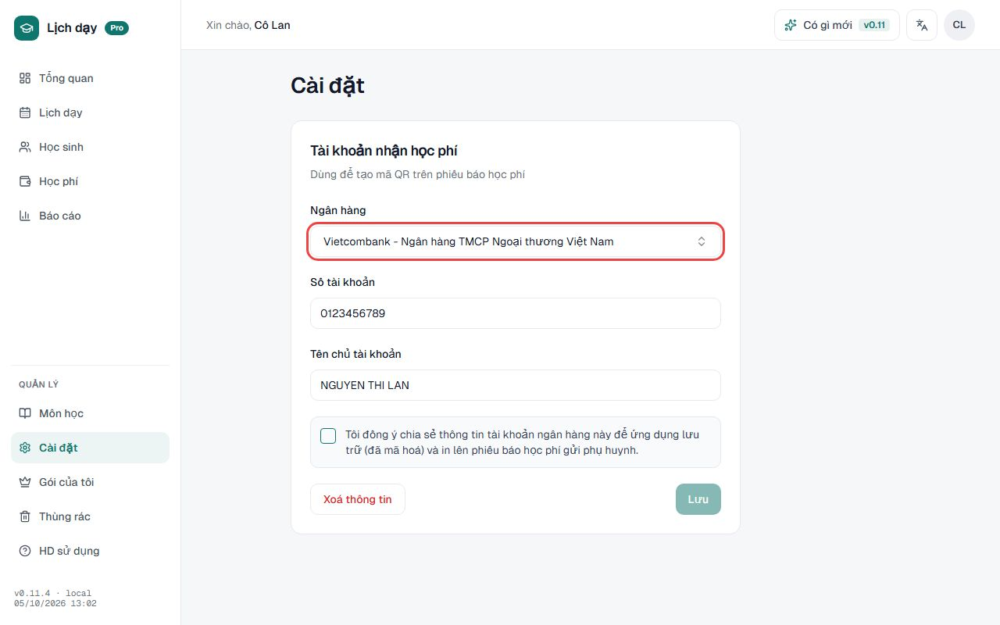 Lịch dạy Pro
Xin chào, Cô Lan
Có gì mới v0.11
CL
Tổng quan
Lịch dạy
Học sinh
Học phí
Báo cáo
QUẢN LÝ
Môn học
Cài đặt
Gói của tôi
Thùng rác
HD sử dụng
v0.11.4 · local
05/10/2026 13:02
Cài đặt
Tài khoản nhận học phí
Dùng để tạo mã QR trên phiếu báo học phí
Ngân hàng
Vietcombank - Ngân hàng TMCP Ngoại thương Việt Nam
Số tài khoản
0123456789
Tên chủ tài khoản
NGUYEN THI LAN
Tôi đồng ý chia sẻ thông tin tài khoản ngân hàng này để ứng dụng lưu
trữ (đã mã hoá) và in lên phiếu báo học phí gửi phụ huynh.
Xoá thông tin
Lưu